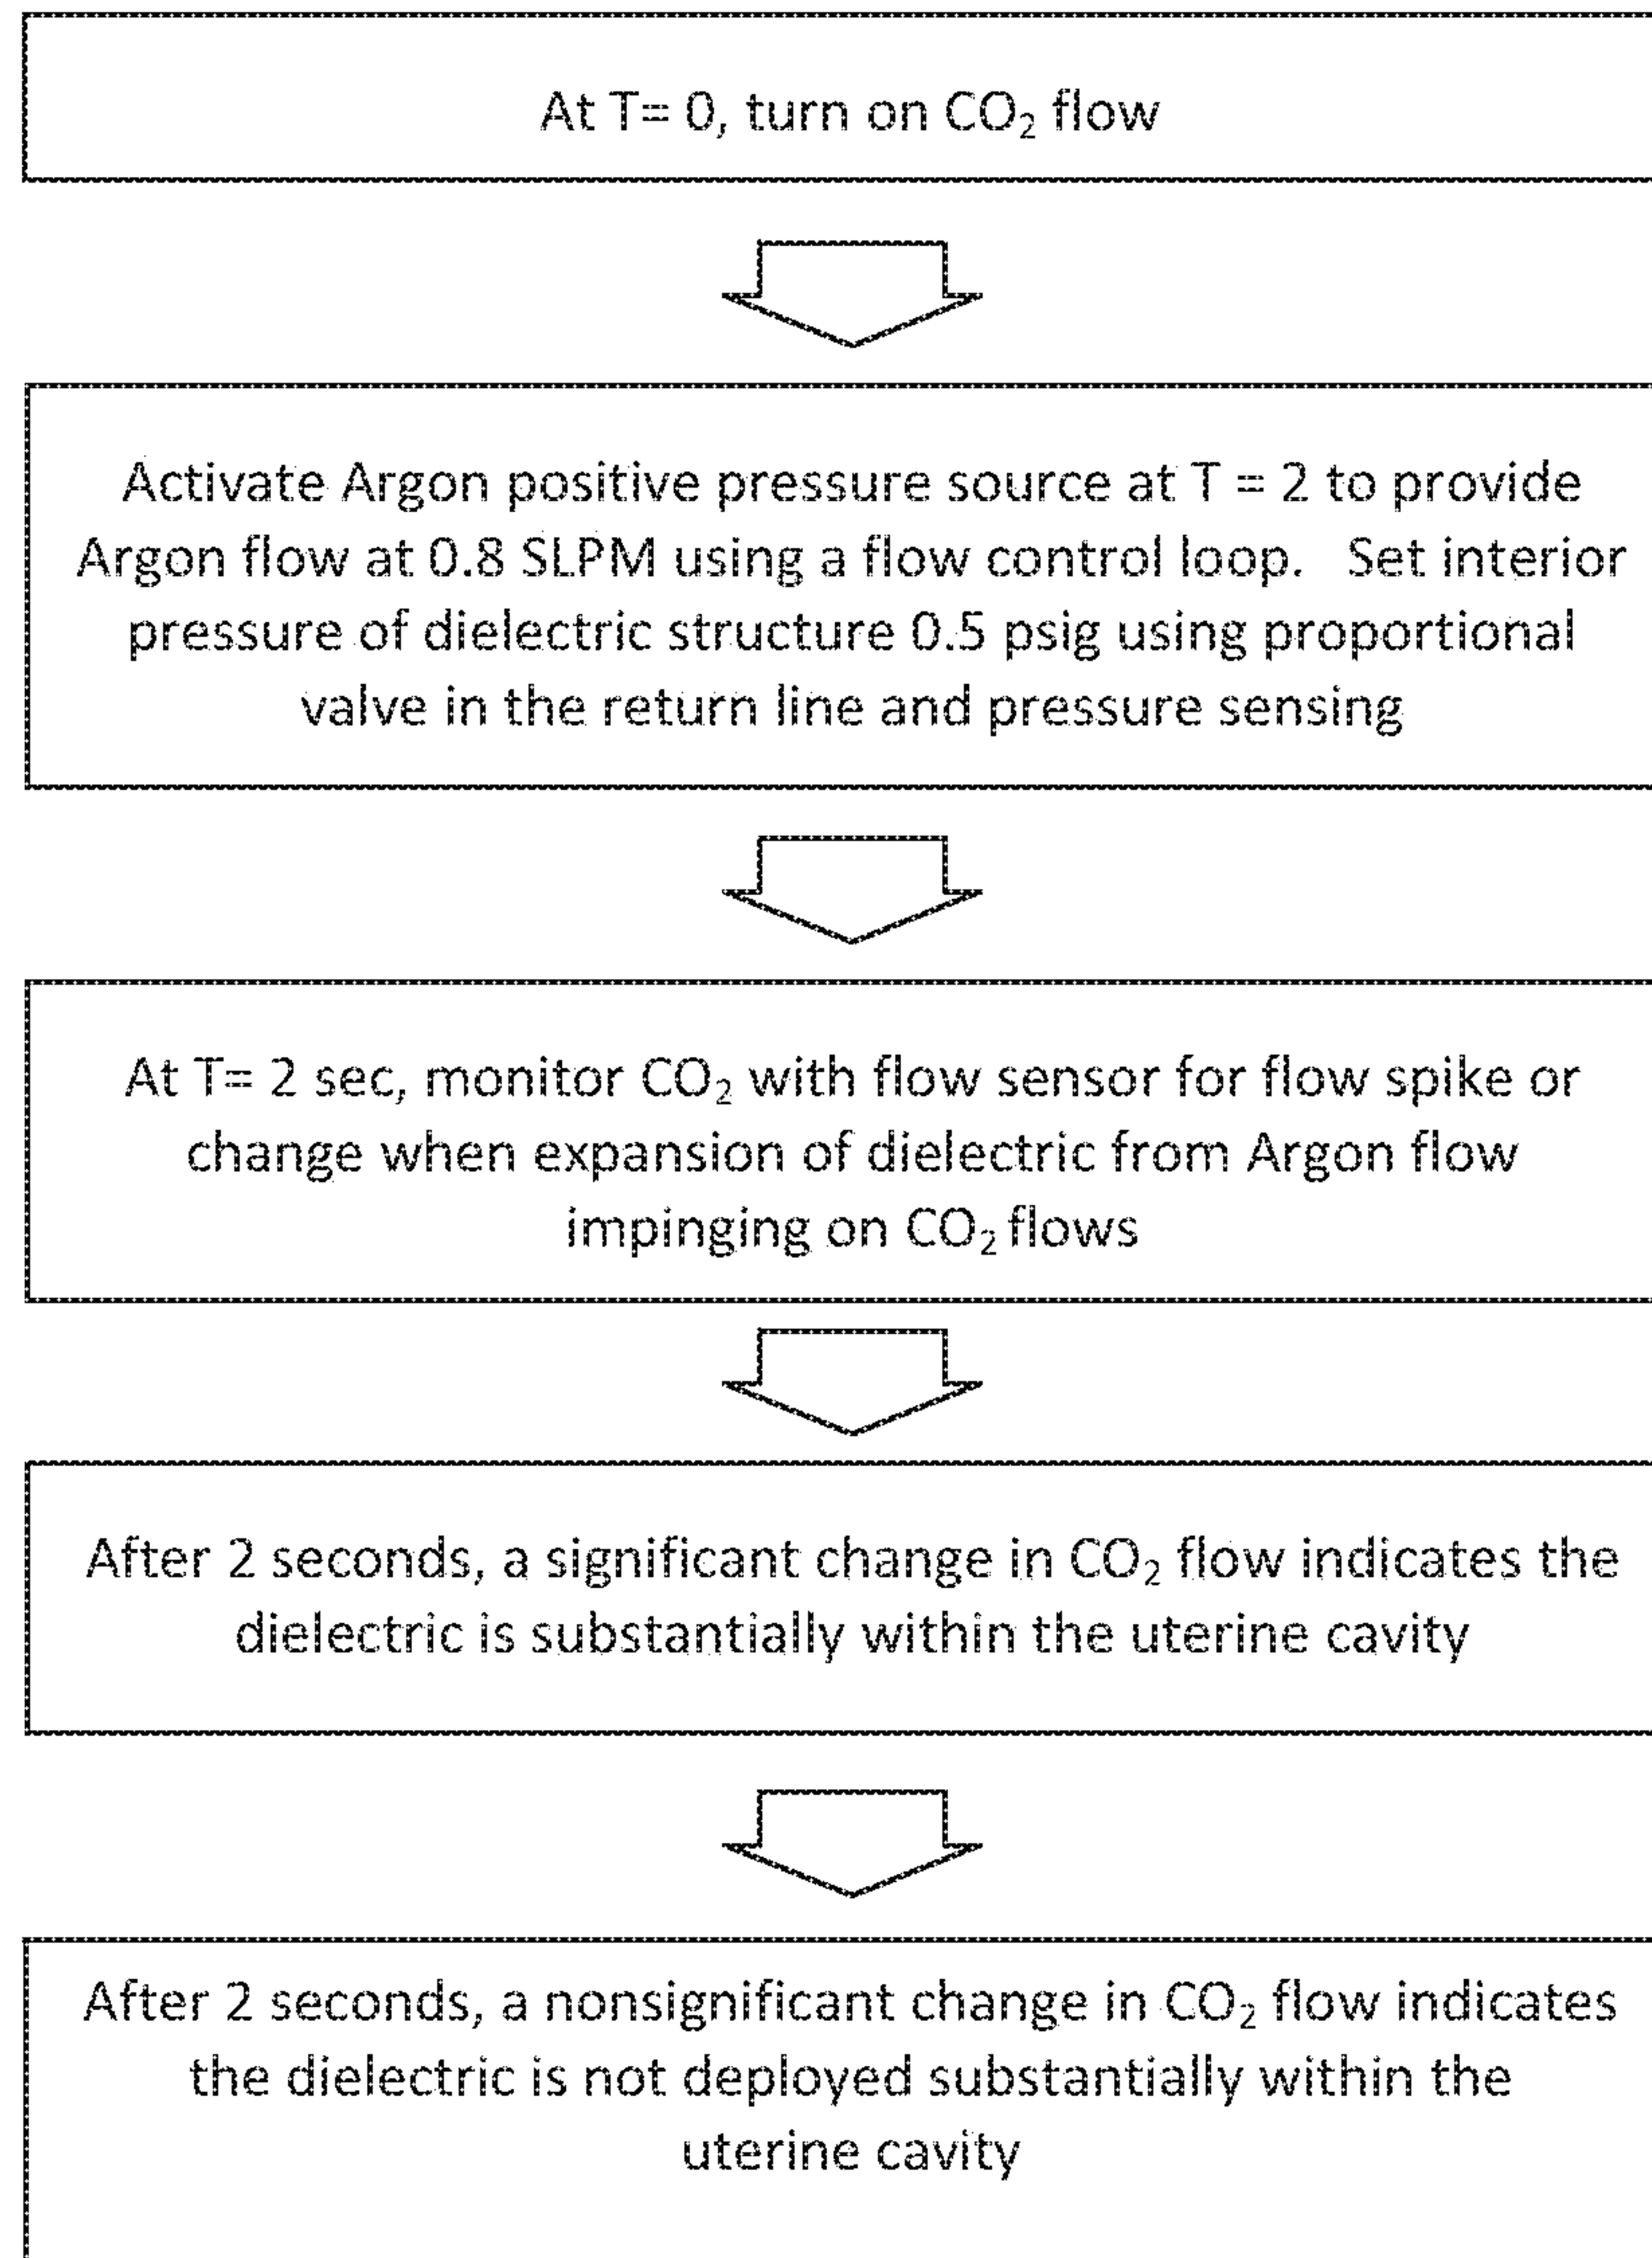 At T= 0, turn on CO₂ flow
Activate Argon positive pressure source at T = 2 to provide
Argon flow at 0.8 SLPM using a flow control loop.   Set interior
pressure of dielectric structure 0.5 psig using proportional
valve in the return line and pressure sensing
At T= 2 sec, monitor CO₂ with flow sensor for flow spike or
change when expansion of dielectric from Argon flow
impinging on CO₂ flows
After 2 seconds, a significant change in CO₂ flow indicates the
dielectric is substantially within the uterine cavity
After 2 seconds, a nonsignificant change in CO₂ flow indicates
the dielectric is not deployed substantially within the
uterine cavity